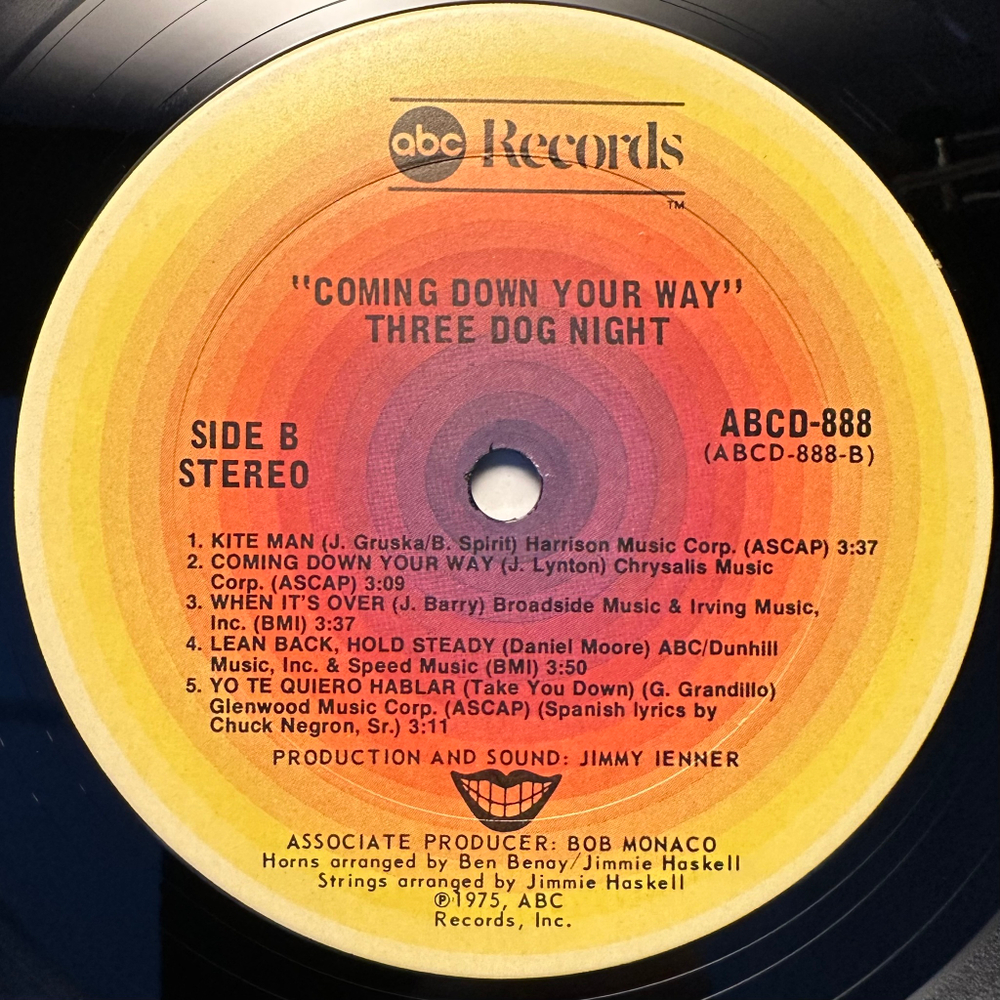 abc Records
TM
"COMING DOWN YOUR WAY"
THREE DOG NIGHT
SIDE B
STEREO
ABCD-888
(ABCD-888-B)
1. KITE MAN (J. Gruska/B. Spirit) Harrison Music Corp. (ASCAP) 3:37
2. COMING DOWN YOUR WAY (J. Lynton) Chrysalis Music
Corp. (ASCAP) 3:09
3. WHEN IT'S OVER (J. Barry) Broadside Music & Irving Music,
Inc. (BMI) 3:37
4. LEAN BACK, HOLD STEADY (Daniel Moore) ABC/Dunhill
Music, Inc. & Speed Music (BMI) 3:50
5. YO TE QUIERO HABLAR (Take You Down) (G. Grandillo)
Glenwood Music Corp. (ASCAP) (Spanish lyrics by
Chuck Negron, Sr.) 3:11
PRODUCTION AND SOUND: JIMMY IENNER
ASSOCIATE PRODUCER: BOB MONACO
Horns arranged by Ben Benay/Jimmie Haskell
Strings arranged by Jimmie Haskell
℗1975, ABC
Records, Inc.